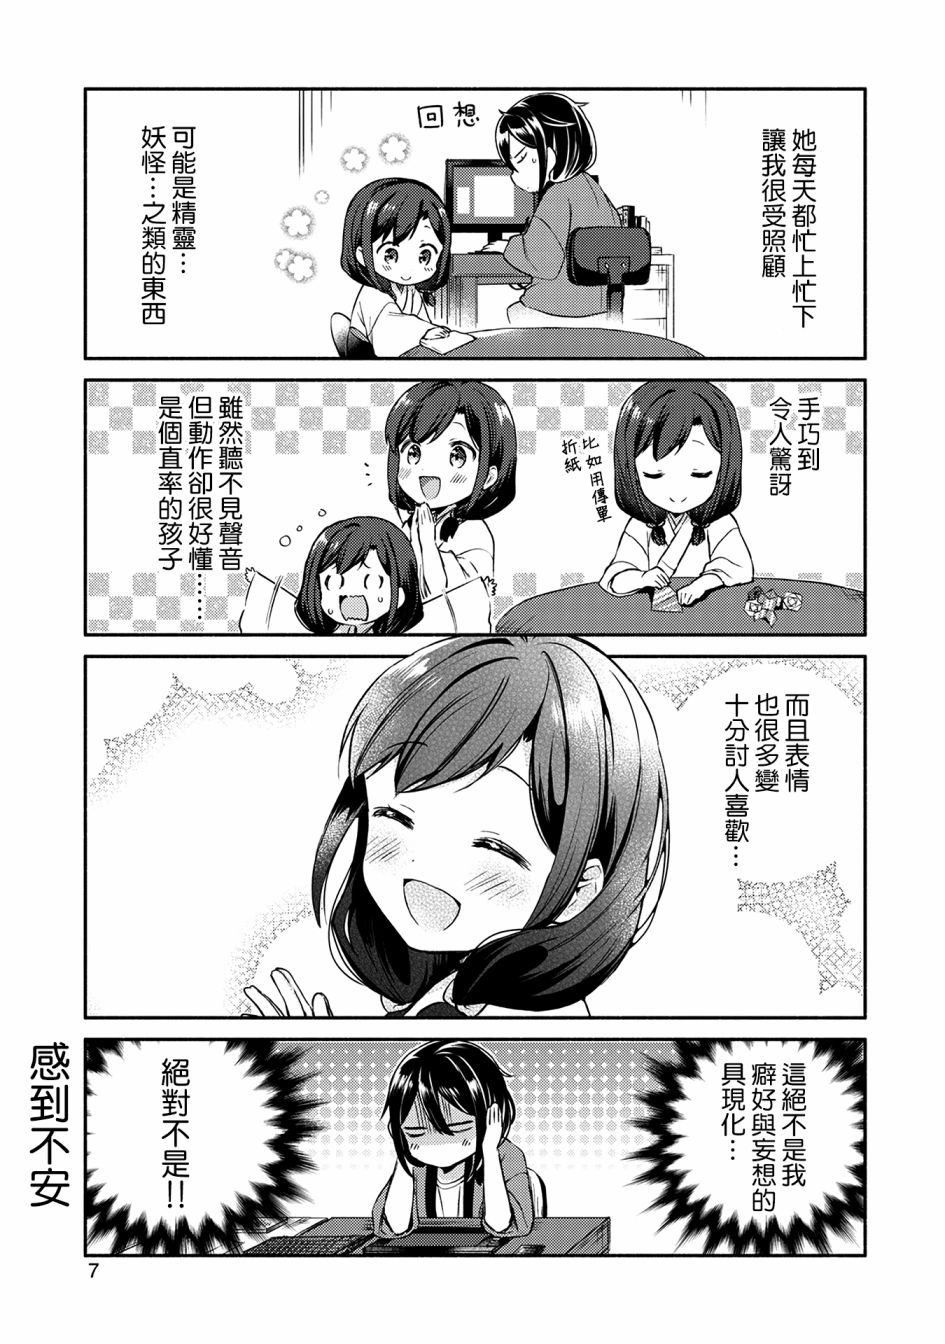 她每天都忙上忙下
讓我很受照顧
回想
可能是精靈…
妖怪…之類的東西
手巧到
令人驚訝
比如用傳單
折紙
雖然聽不見聲音
但動作卻很好懂……
是個直率的孩子
而且表情
也很多變
十分討人喜歡…
這絕不是我
癖好與妄想的
具現化…
絕對不是!!
感到不安
7